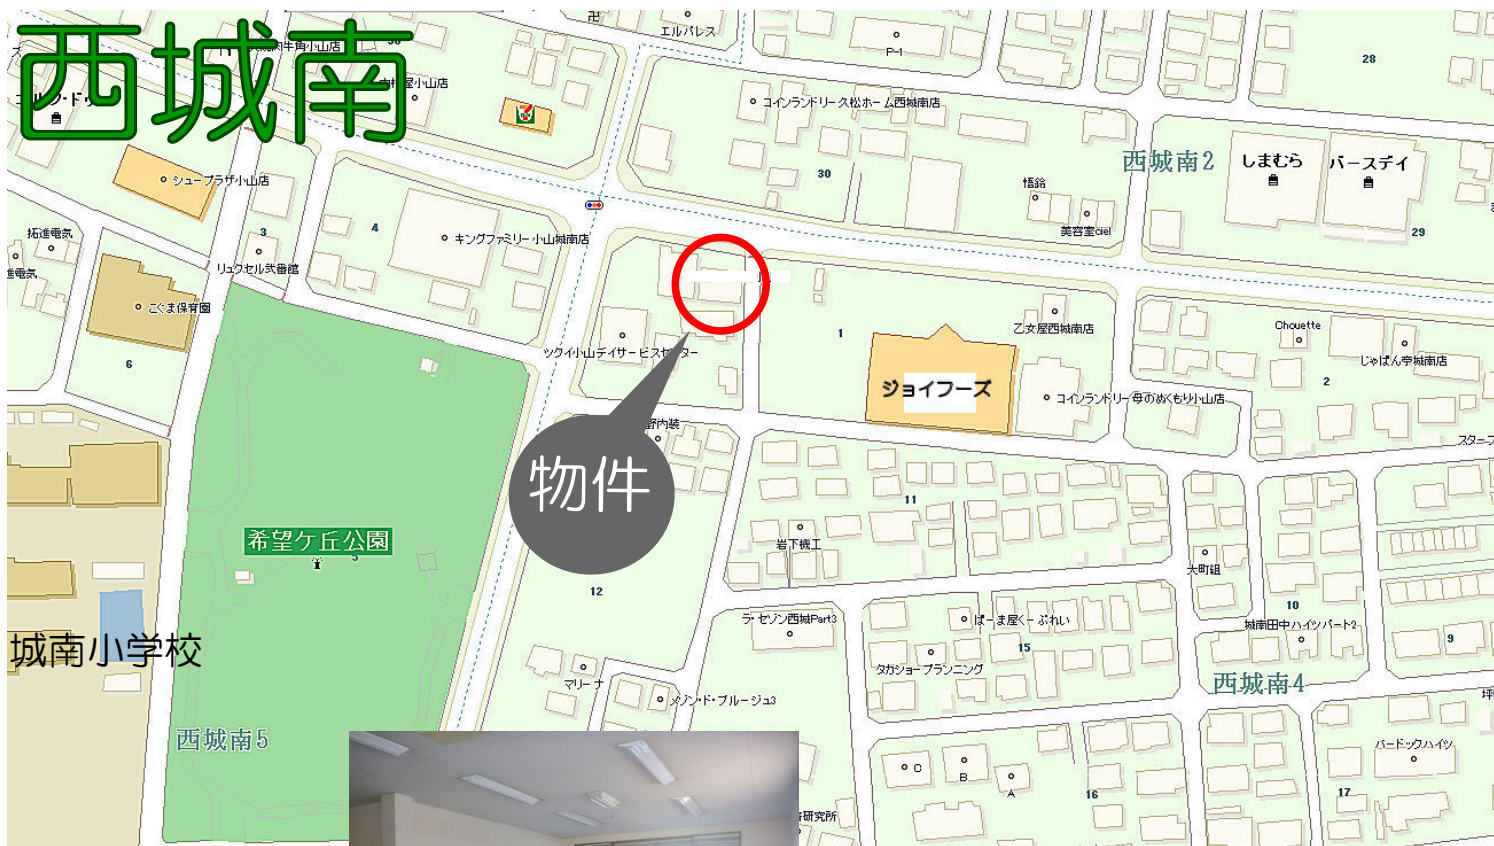 西城南
エルパレス
P-1
28
コインランドリー久松ホーム西城南店
シュープラザ小山店
30
西城南2
しまむら
バースデイ
悟鈴
美容室ciel
29
拓進電気
3
4
キングファミリー小山城南店
リュクセル弐番館
こぐま保育園
6
1
乙女屋西城南店
Chouette
じゃぱん亭城南店
2
ツクイ小山デイサービスセンター
ジョイフーズ
コインランドリー母のぬくもり小山店
野内装
物件
11
希望ケ丘公園
5
岩下機工
大町組
12
10
ラ・セゾン西城Part3
ぱーま屋くーぷれい
城南田中ハイツパート2
9
15
城南小学校
タカショープランニング
マリーナ
西城南4
メゾン・ド・ブルージュ3
西城南5
バードックハイツ
C
B
A
16
17
研究所